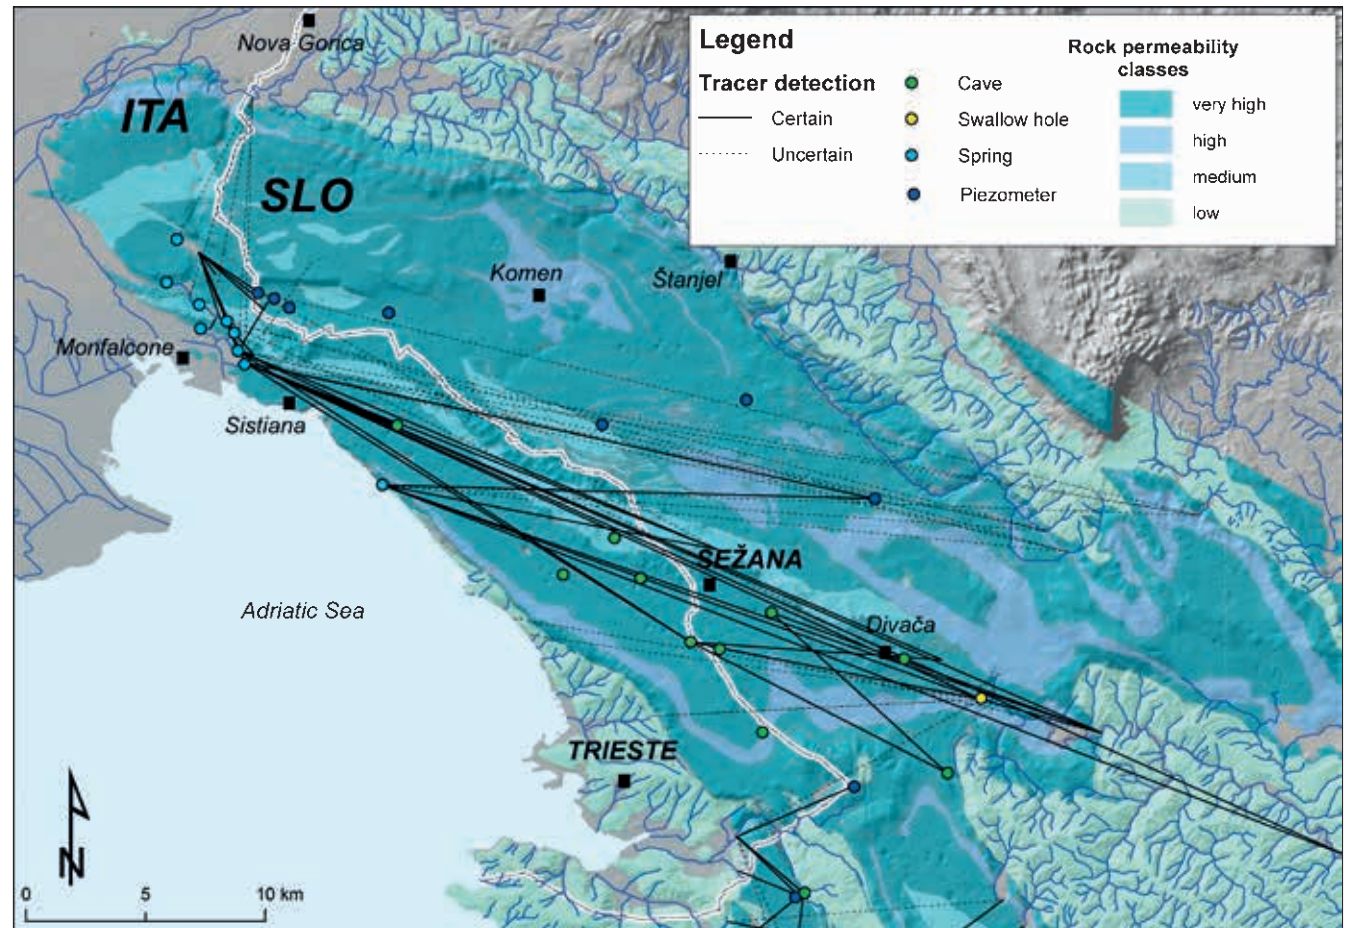 Nova Gorica
ITA
SLO
Legend
Tracer detection
Certain
Uncertain
Cave
Swallow hole
Spring
Piezometer
Rock permeability
classes
very high
high
medium
low
Komen
Štanjel
Monfalcone
Sistiana
SEŽANA
Adriatic Sea
Divača
TRIESTE
N
0 5 10 km